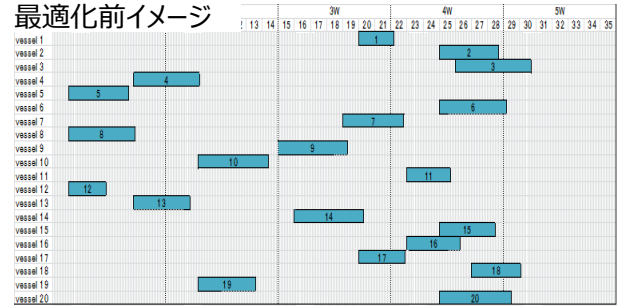 最適化前イメージ
3W 4W 5W
13 14 15 16 17 18 19 20 21 22 23 24 25 26 27 28 29 30 31 32 33 34 35
vessel 1 1
vessel 2 2
vessel 3 3
vessel 4 4
vessel 5 5
vessel 6 6
vessel 7 7
vessel 8 8
vessel 9 9
vessel 10 10
vessel 11 11
vessel 12 12
vessel 13 13
vessel 14 14
vessel 15 15
vessel 16 16
vessel 17 17
vessel 18 18
vessel 19 19
vessel 20 20